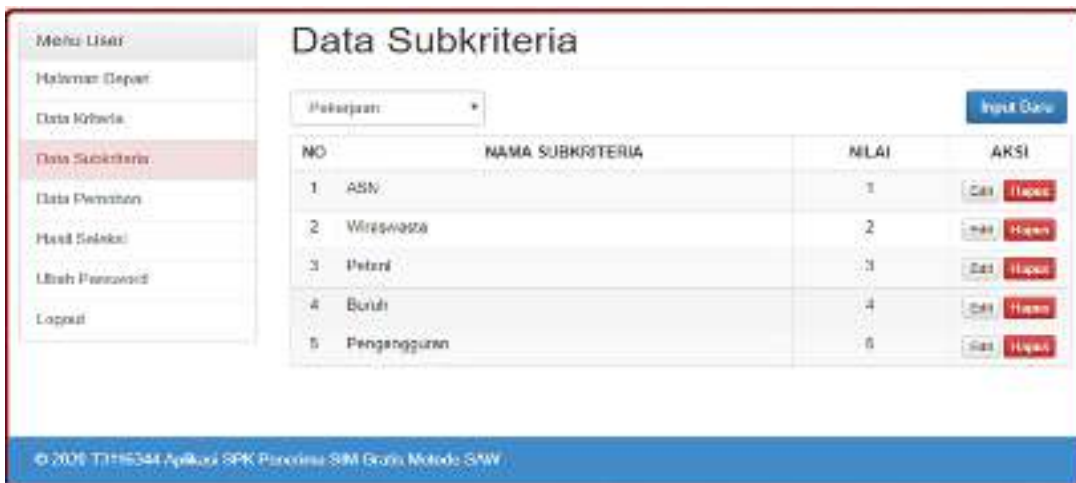 Menu User
Halaman Depan
Data Kriteria
Data Subkriteria
Data Pemohon
Hasil Seleksi
Ubah Password
Logout
Data Subkriteria
Pekerjaan
Input Baru
NO NAMA SUBKRITERIA NILAI AKSI
1 ASN 1 Edit Hapus
2 Wiraswasta 2 Edit Hapus
3 Petani 3 Edit Hapus
4 Buruh 4 Edit Hapus
5 Pengangguran Edit Hapus
© 2020 T3116344 Aplikasi SPK Penerima SIM Gratis Metode SAW